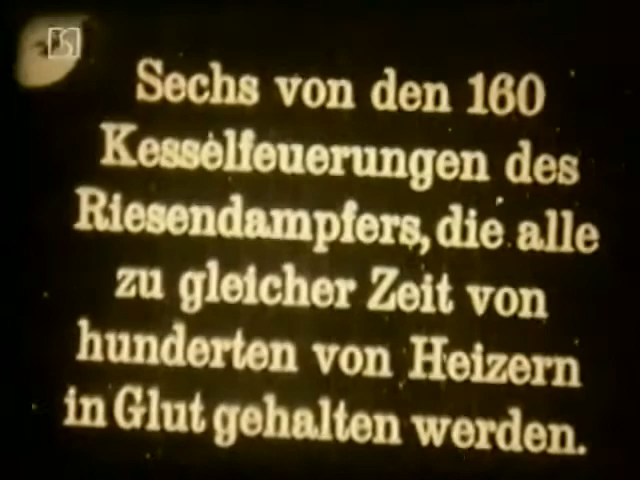 Sechs von den 160
Kesselfeuerungen des
Riesendampfers, die alle
zu gleicher Zeit von
hunderten von Heizern
in Glut gehalten werden.